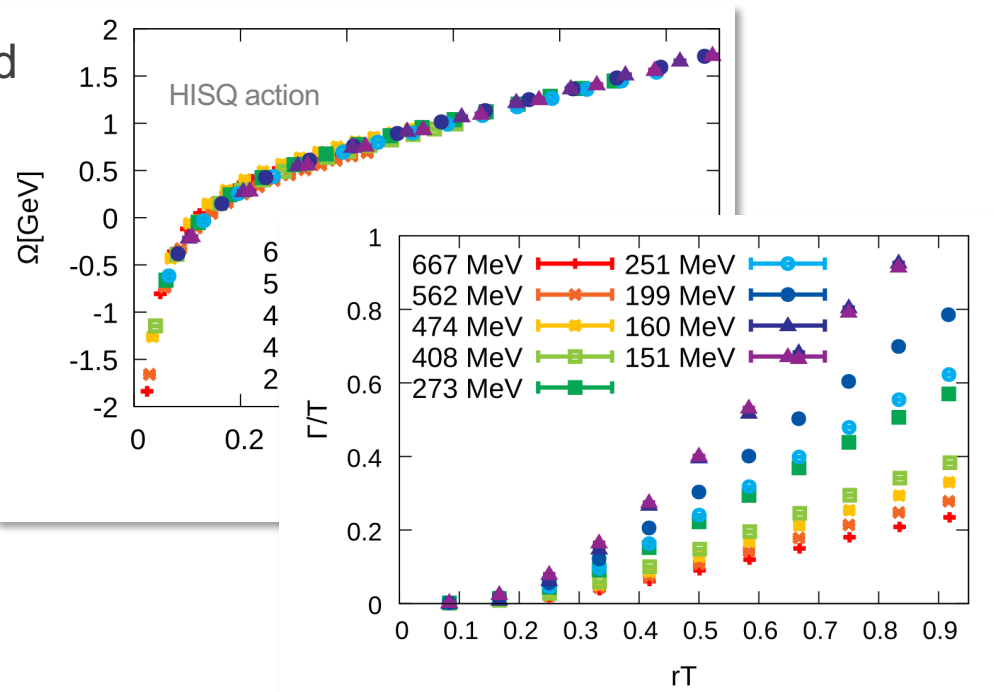 d
2
1.5
1
0.5
0
-0.5
-1
-1.5
-2
Ω[GeV]
HISQ action
6
5
4
4
2
0
0.2
1
0.8
0.6
0.4
0.2
0
Γ/T
667 MeV
562 MeV
474 MeV
408 MeV
273 MeV
251 MeV
199 MeV
160 MeV
151 MeV
0 0.1 0.2 0.3 0.4 0.5 0.6 0.7 0.8 0.9
rT